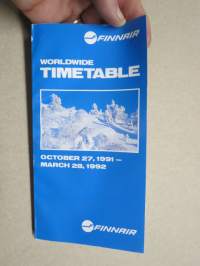 FINNAIR
WORLDWIDE
TIMETABLE
OCTOBER 27, 1991 –
MARCH 28, 1992
FINNAIR